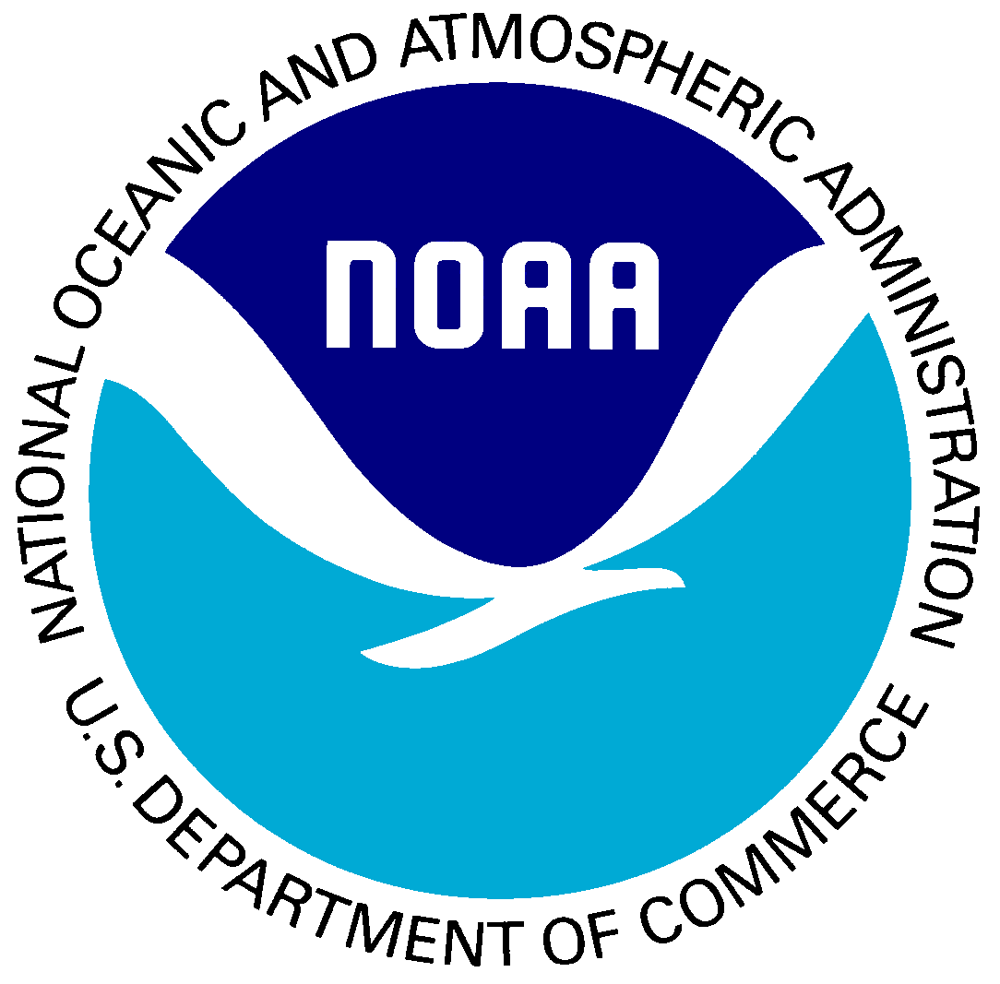 NATIONAL OCEANIC AND ATMOSPHERIC ADMINISTRATION
NOAA
U.S. DEPARTMENT OF COMMERCE